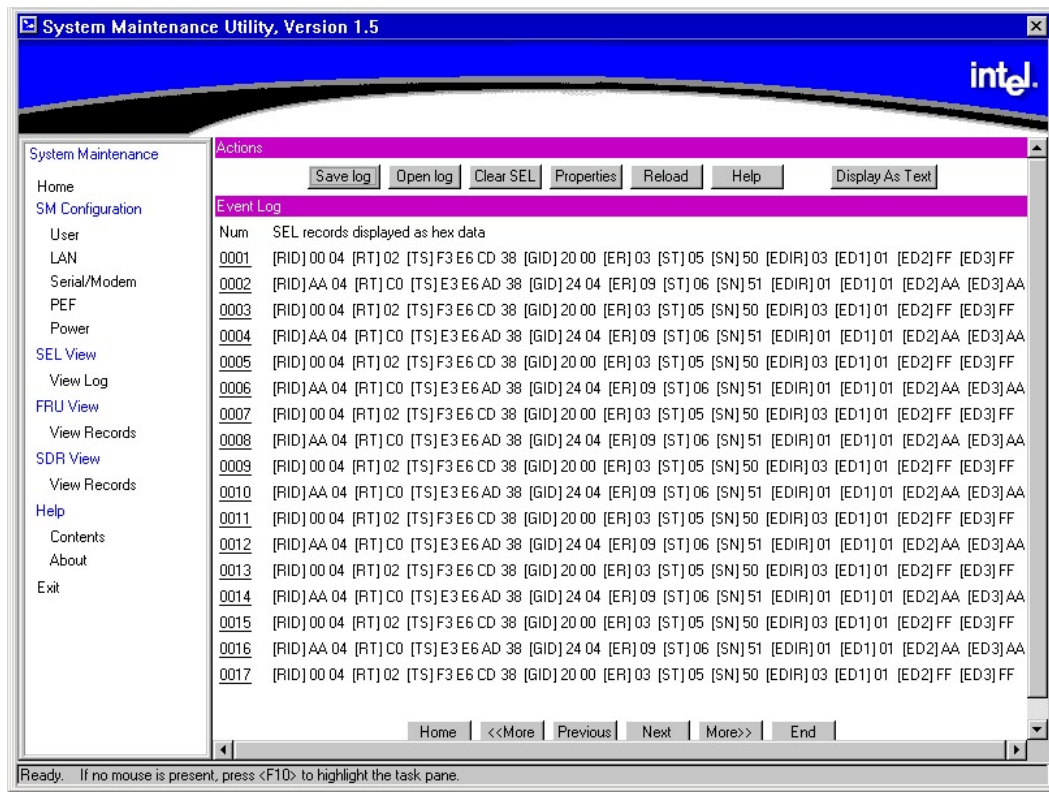 System Maintenance Utility, Version 1.5
intel.
System Maintenance
Home
SM Configuration
User
LAN
Serial/Modem
PEF
Power
SEL View
View Log
FRU View
View Records
SDR View
View Records
Help
Contents
About
Exit
Actions
Save log Open log Clear SEL Properties Reload Help Display As Text
Event Log
Num SEL records displayed as hex data
0001 [RID] 00 04 [RT] 02 [TS] F3 E6 CD 38 [GID] 20 00 [ER] 03 [ST] 05 [SN] 50 [EDIR] 03 [ED1] 01 [ED2] FF [ED3] FF
0002 [RID] AA 04 [RT] C0 [TS] E3 E6 AD 38 [GID] 24 04 [ER] 09 [ST] 06 [SN] 51 [EDIR] 01 [ED1] 01 [ED2] AA [ED3] AA
0003 [RID] 00 04 [RT] 02 [TS] F3 E6 CD 38 [GID] 20 00 [ER] 03 [ST] 05 [SN] 50 [EDIR] 03 [ED1] 01 [ED2] FF [ED3] FF
0004 [RID] AA 04 [RT] C0 [TS] E3 E6 AD 38 [GID] 24 04 [ER] 09 [ST] 06 [SN] 51 [EDIR] 01 [ED1] 01 [ED2] AA [ED3] AA
0005 [RID] 00 04 [RT] 02 [TS] F3 E6 CD 38 [GID] 20 00 [ER] 03 [ST] 05 [SN] 50 [EDIR] 03 [ED1] 01 [ED2] FF [ED3] FF
0006 [RID] AA 04 [RT] C0 [TS] E3 E6 AD 38 [GID] 24 04 [ER] 09 [ST] 06 [SN] 51 [EDIR] 01 [ED1] 01 [ED2] AA [ED3] AA
0007 [RID] 00 04 [RT] 02 [TS] F3 E6 CD 38 [GID] 20 00 [ER] 03 [ST] 05 [SN] 50 [EDIR] 03 [ED1] 01 [ED2] FF [ED3] FF
0008 [RID] AA 04 [RT] C0 [TS] E3 E6 AD 38 [GID] 24 04 [ER] 09 [ST] 06 [SN] 51 [EDIR] 01 [ED1] 01 [ED2] AA [ED3] AA
0009 [RID] 00 04 [RT] 02 [TS] F3 E6 CD 38 [GID] 20 00 [ER] 03 [ST] 05 [SN] 50 [EDIR] 03 [ED1] 01 [ED2] FF [ED3] FF
0010 [RID] AA 04 [RT] C0 [TS] E3 E6 AD 38 [GID] 24 04 [ER] 09 [ST] 06 [SN] 51 [EDIR] 01 [ED1] 01 [ED2] AA [ED3] AA
0011 [RID] 00 04 [RT] 02 [TS] F3 E6 CD 38 [GID] 20 00 [ER] 03 [ST] 05 [SN] 50 [EDIR] 03 [ED1] 01 [ED2] FF [ED3] FF
0012 [RID] AA 04 [RT] C0 [TS] E3 E6 AD 38 [GID] 24 04 [ER] 09 [ST] 06 [SN] 51 [EDIR] 01 [ED1] 01 [ED2] AA [ED3] AA
0013 [RID] 00 04 [RT] 02 [TS] F3 E6 CD 38 [GID] 20 00 [ER] 03 [ST] 05 [SN] 50 [EDIR] 03 [ED1] 01 [ED2] FF [ED3] FF
0014 [RID] AA 04 [RT] C0 [TS] E3 E6 AD 38 [GID] 24 04 [ER] 09 [ST] 06 [SN] 51 [EDIR] 01 [ED1] 01 [ED2] AA [ED3] AA
0015 [RID] 00 04 [RT] 02 [TS] F3 E6 CD 38 [GID] 20 00 [ER] 03 [ST] 05 [SN] 50 [EDIR] 03 [ED1] 01 [ED2] FF [ED3] FF
0016 [RID] AA 04 [RT] C0 [TS] E3 E6 AD 38 [GID] 24 04 [ER] 09 [ST] 06 [SN] 51 [EDIR] 01 [ED1] 01 [ED2] AA [ED3] AA
0017 [RID] 00 04 [RT] 02 [TS] F3 E6 CD 38 [GID] 20 00 [ER] 03 [ST] 05 [SN] 50 [EDIR] 03 [ED1] 01 [ED2] FF [ED3] FF
Home <<More Previous Next More>> End
Ready. If no mouse is present, press <F10> to highlight the task pane.